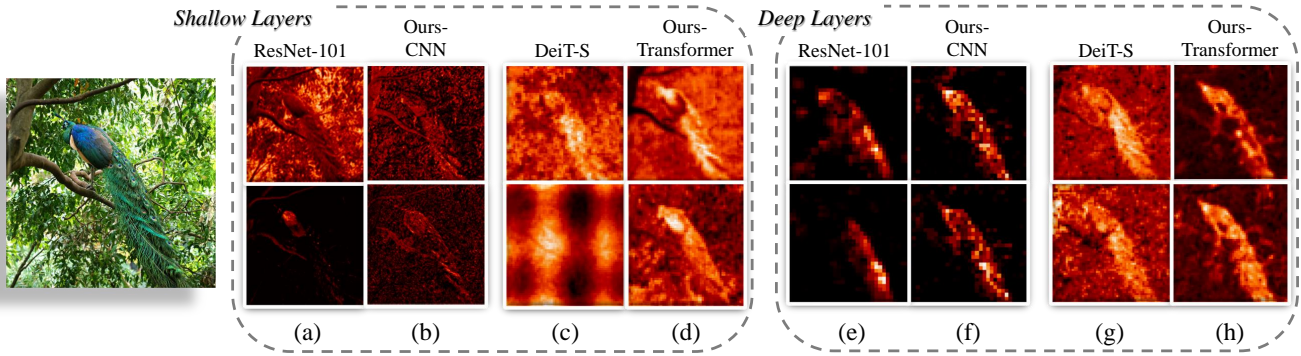 Shallow Layers
Deep Layers
ResNet-101
Ours-
CNN
DeiT-S
Ours-
Transformer
ResNet-101
Ours-
CNN
DeiT-S
Ours-
Transformer
(a)
(b)
(c)
(d)
(e)
(f)
(g)
(h)